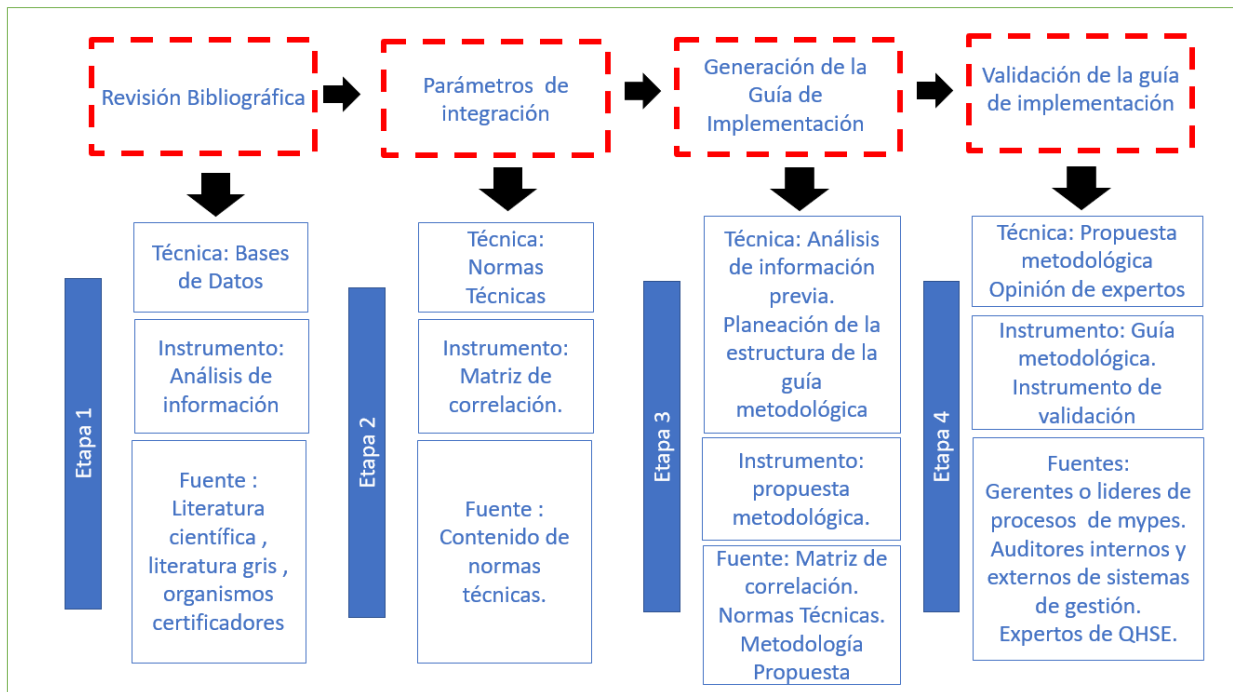 Revisión Bibliográfica
Parámetros de
integración
Generación de la
Guía de
Implementación
Validación de la guía
de implementación
Etapa 1
Técnica: Bases
de Datos
Instrumento:
Análisis de
información
Fuente :
Literatura
científica ,
literatura gris ,
organismos
certificadores
Etapa 2
Técnica:
Normas
Técnicas
Instrumento:
Matriz de
correlación.
Fuente :
Contenido de
normas
técnicas.
Etapa 3
Técnica: Análisis
de información
previa.
Planeación de la
estructura de la
guía
metodológica
Instrumento:
propuesta
metodológica.
Fuente: Matriz de
correlación.
Normas Técnicas.
Metodología
Propuesta
Etapa 4
Técnica: Propuesta
metodológica
Opinión de expertos
Instrumento: Guía
metodológica.
Instrumento de
validación
Fuentes:
Gerentes o lideres de
procesos de mypes.
Auditores internos y
externos de sistemas
de gestión.
Expertos de QHSE.